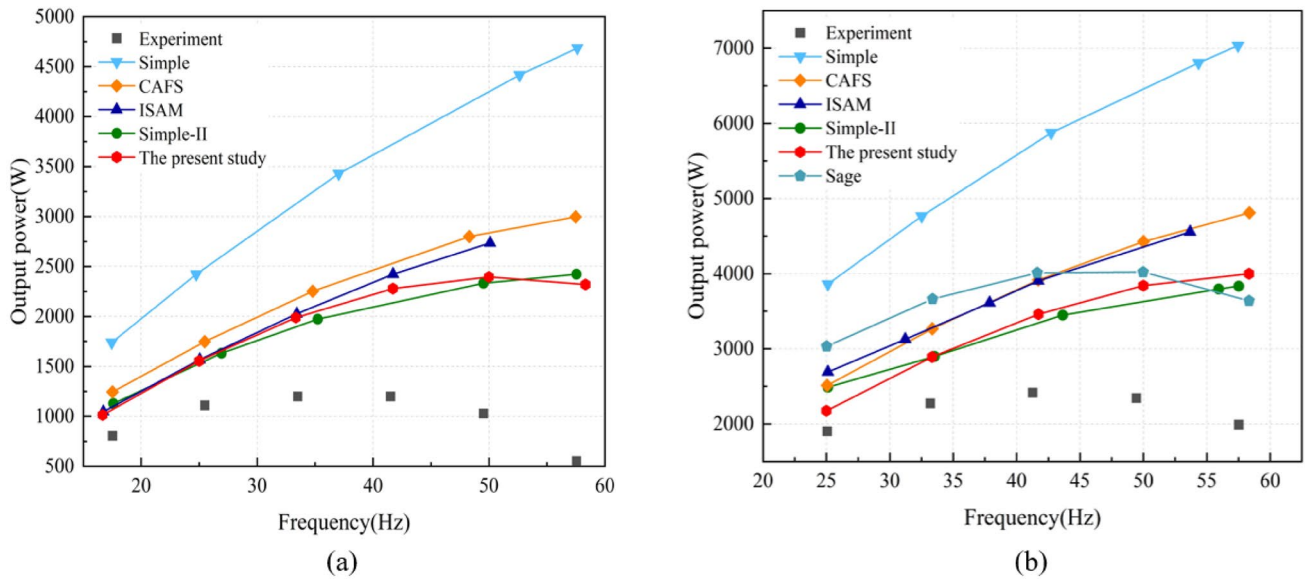 5000
4500
4000
3500
3000
2500
2000
1500
1000
500
Output power(W)
Experiment
Simple
CAFS
ISAM
Simple-II
The present study
20
30
40
50
60
Frequency(Hz)
(a)
7000
6000
5000
4000
3000
2000
Output power(W)
Experiment
Simple
CAFS
ISAM
Simple-II
The present study
Sage
20
25
30
35
40
45
50
55
60
Frequency(Hz)
(b)